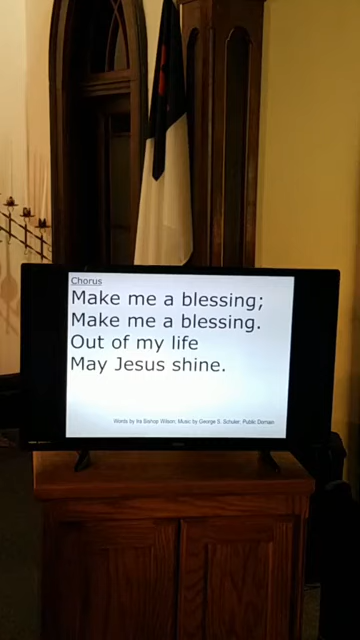 Chorus
Make me a blessing;
Make me a blessing.
Out of my life
May Jesus shine.
Words by Ira Bishop Wilson; Music by George S. Schuler; Public Domain